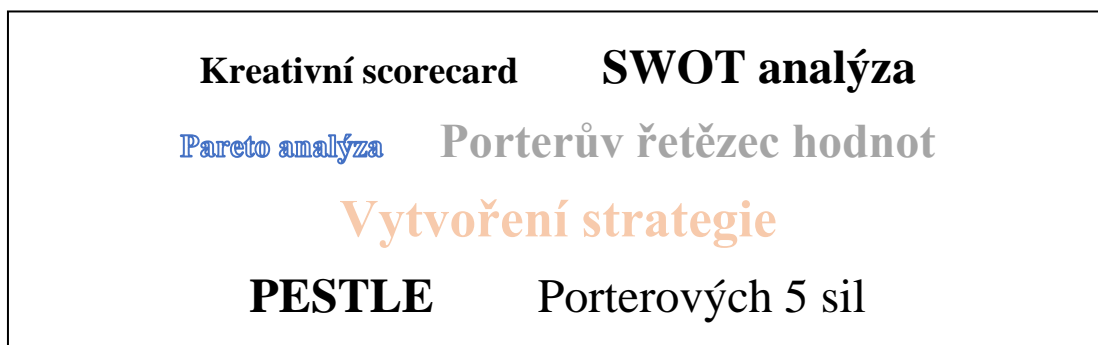 Kreativní scorecard SWOT analýza
Pareto analýza Porterův řetězec hodnot
Vytvoření strategie
PESTLE Porterových 5 sil